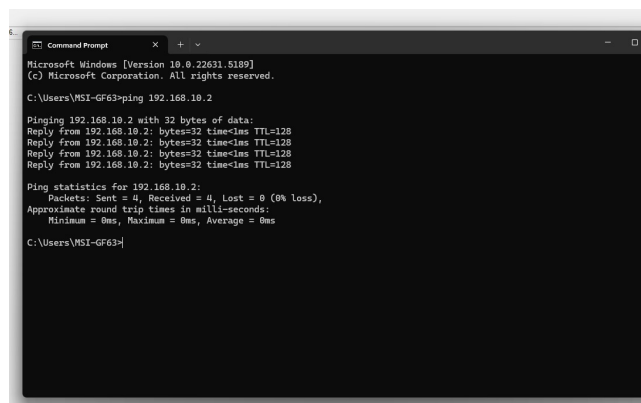 6...
Command Prompt
Microsoft Windows [Version 10.0.22631.5189]
(c) Microsoft Corporation. All rights reserved.
C:\Users\MSI-GF63>ping 192.168.10.2
Pinging 192.168.10.2 with 32 bytes of data:
Reply from 192.168.10.2: bytes=32 time<1ms TTL=128
Reply from 192.168.10.2: bytes=32 time<1ms TTL=128
Reply from 192.168.10.2: bytes=32 time<1ms TTL=128
Reply from 192.168.10.2: bytes=32 time<1ms TTL=128
Ping statistics for 192.168.10.2:
    Packets: Sent = 4, Received = 4, Lost = 0 (0% loss),
Approximate round trip times in milli-seconds:
    Minimum = 0ms, Maximum = 0ms, Average = 0ms
C:\Users\MSI-GF63>